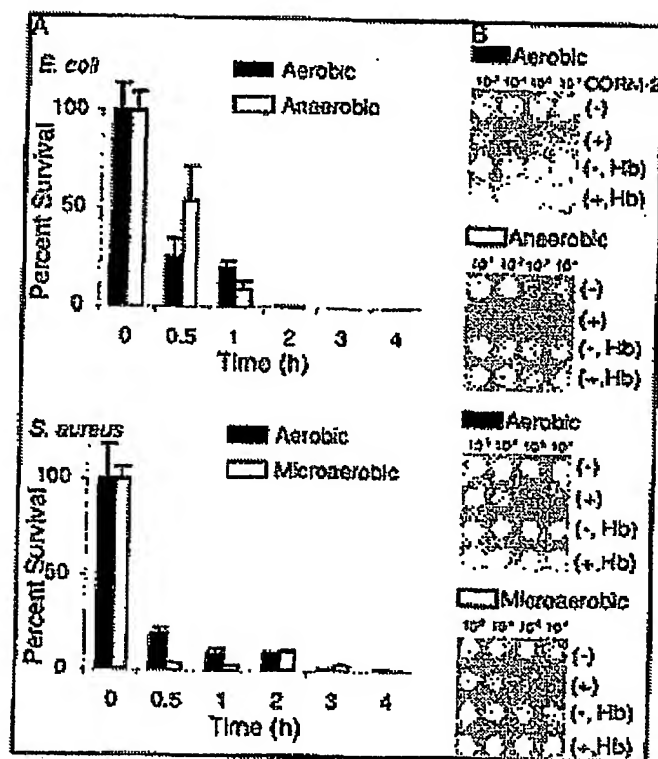 A
E. coli
Aerobic
Anaerobic
Percent Survival
100
50
0
0 0.5 1 2 3 4
Time (h)
S. aureus
Aerobic
Microaerobic
Percent Survival
100
50
0
0 0.5 1 2 3 4
Time (h)
B
Aerobic
CORM-2
(-)
(+)
(-, Hb)
(+, Hb)
Anaerobic
(-)
(+)
(-, Hb)
(+, Hb)
Aerobic
(-)
(+)
(-, Hb)
(+, Hb)
Microaerobic
(-)
(+)
(-, Hb)
(+, Hb)